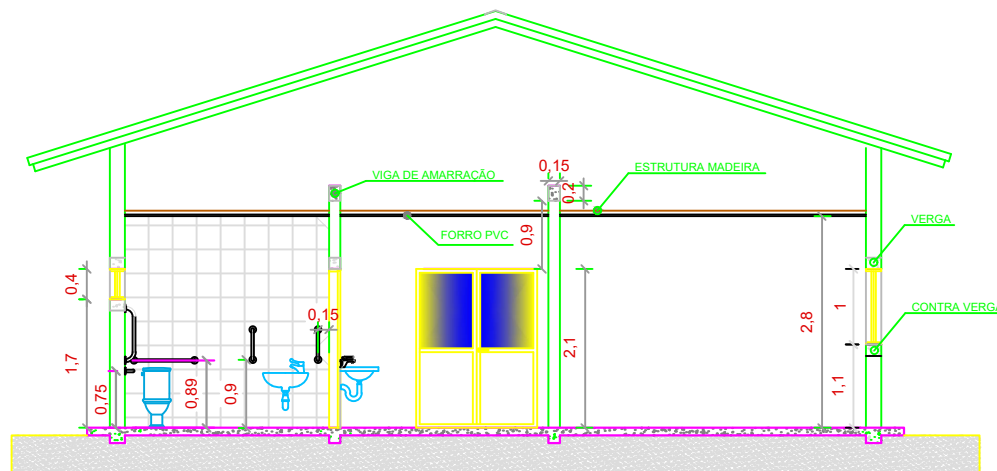 0,15
ESTRUTURA MADEIRA
VIGA DE AMARRAÇÃO
0,2
FORRO PVC
0,9
VERGA
0,4
0,15
2,8
1
CONTRA VERGA
1,7
2,1
0,75
0,89
0,9
1,1